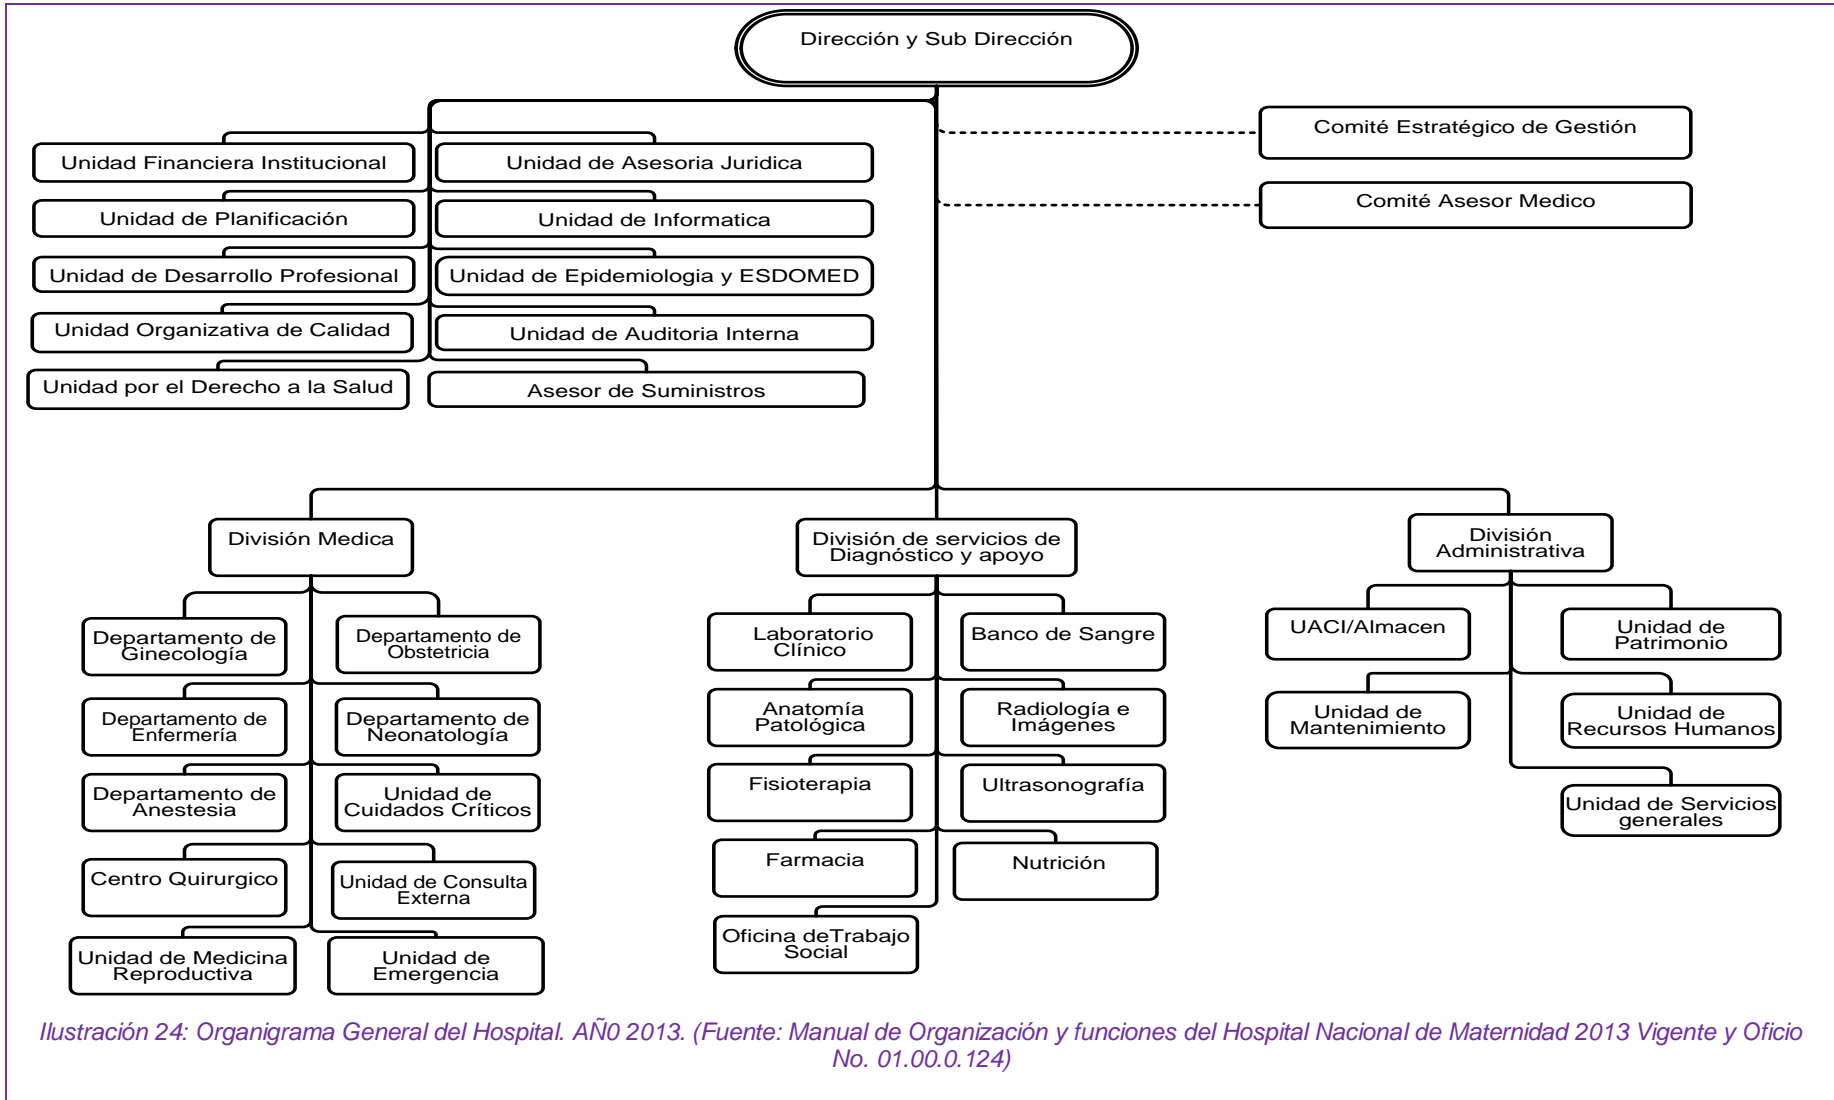 Dirección y Sub Dirección
Comité Estratégico de Gestión
Comité Asesor Medico
Unidad Financiera Institucional
Unidad de Asesoria Juridica
Unidad de Planificación
Unidad de Informatica
Unidad de Desarrollo Profesional
Unidad de Epidemiologia y ESDOMED
Unidad Organizativa de Calidad
Unidad de Auditoria Interna
Unidad por el Derecho a la Salud
Asesor de Suministros
División Medica
División de servicios de
Diagnóstico y apoyo
División
Administrativa
Departamento de
Ginecología
Departamento de
Obstetricia
Departamento de
Enfermería
Departamento de
Neonatología
Departamento de
Anestesia
Unidad de
Cuidados Críticos
Centro Quirurgico
Unidad de Consulta
Externa
Unidad de Medicina
Reproductiva
Unidad de
Emergencia
Laboratorio
Clínico
Banco de Sangre
Anatomía
Patológica
Radiología e
Imágenes
Fisioterapia
Ultrasonografía
Farmacia
Nutrición
Oficina deTrabajo
Social
UACI/Almacen
Unidad de
Patrimonio
Unidad de
Mantenimiento
Unidad de
Recursos Humanos
Unidad de Servicios
generales
Ilustración 24: Organigrama General del Hospital. AÑ0 2013. (Fuente: Manual de Organización y funciones del Hospital Nacional de Maternidad 2013 Vigente y Oficio
No. 01.00.0.124)